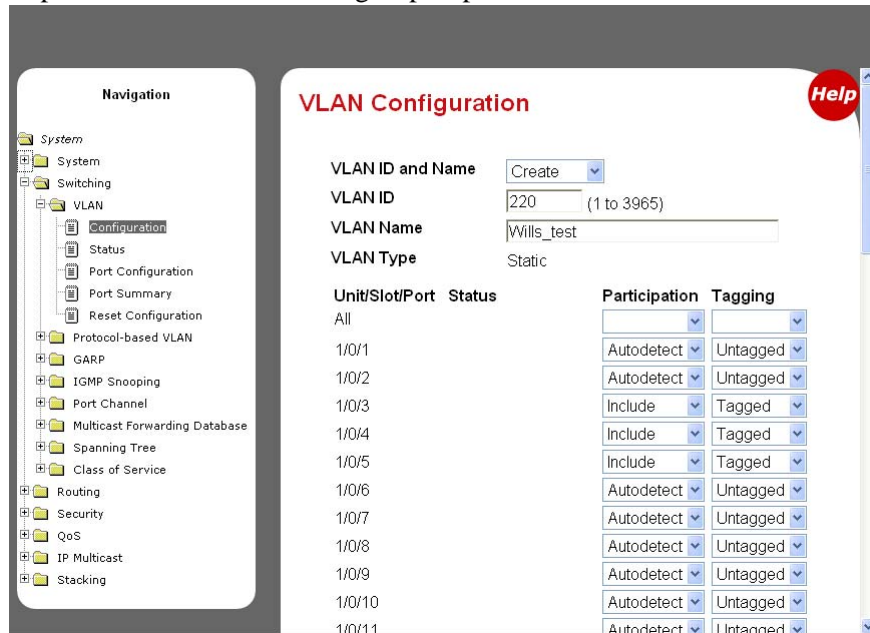 Navigation
System
System
Switching
VLAN
Configuration
Status
Port Configuration
Port Summary
Reset Configuration
Protocol-based VLAN
GARP
IGMP Snooping
Port Channel
Multicast Forwarding Database
Spanning Tree
Class of Service
Routing
Security
QoS
IP Multicast
Stacking
Help
VLAN Configuration
VLAN ID and Name Create
VLAN ID 220 (1 to 3965)
VLAN Name Wills_test
VLAN Type Static
Unit/Slot/Port Status Participation Tagging
All
1/0/1 Autodetect Untagged
1/0/2 Autodetect Untagged
1/0/3 Include Tagged
1/0/4 Include Tagged
1/0/5 Include Tagged
1/0/6 Autodetect Untagged
1/0/7 Autodetect Untagged
1/0/8 Autodetect Untagged
1/0/9 Autodetect Untagged
1/0/10 Autodetect Untagged
1/0/11 Autodetect Untagged